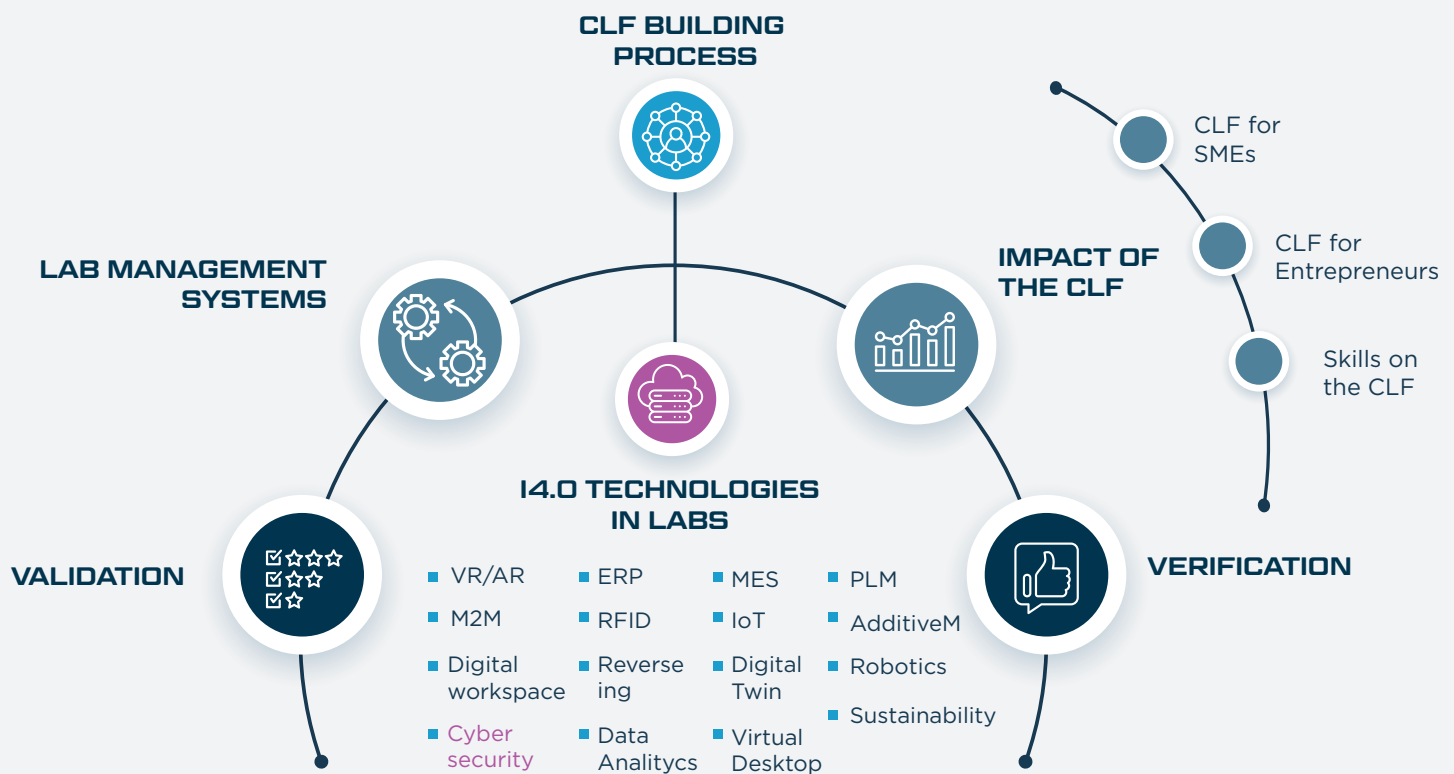 CLF BUILDING
PROCESS
CLF for
SMEs
CLF for
Entrepreneurs
Skills on
the CLF
LAB MANAGEMENT
SYSTEMS
IMPACT OF
THE CLF
I4.0 TECHNOLOGIES
IN LABS
VALIDATION
VERIFICATION
VR/AR
M2M
Digital
workspace
Cyber
security
ERP
RFID
Reverse
ing
Data
Analitycs
MES
IoT
Digital
Twin
Virtual
Desktop
PLM
AdditiveM
Robotics
Sustainability